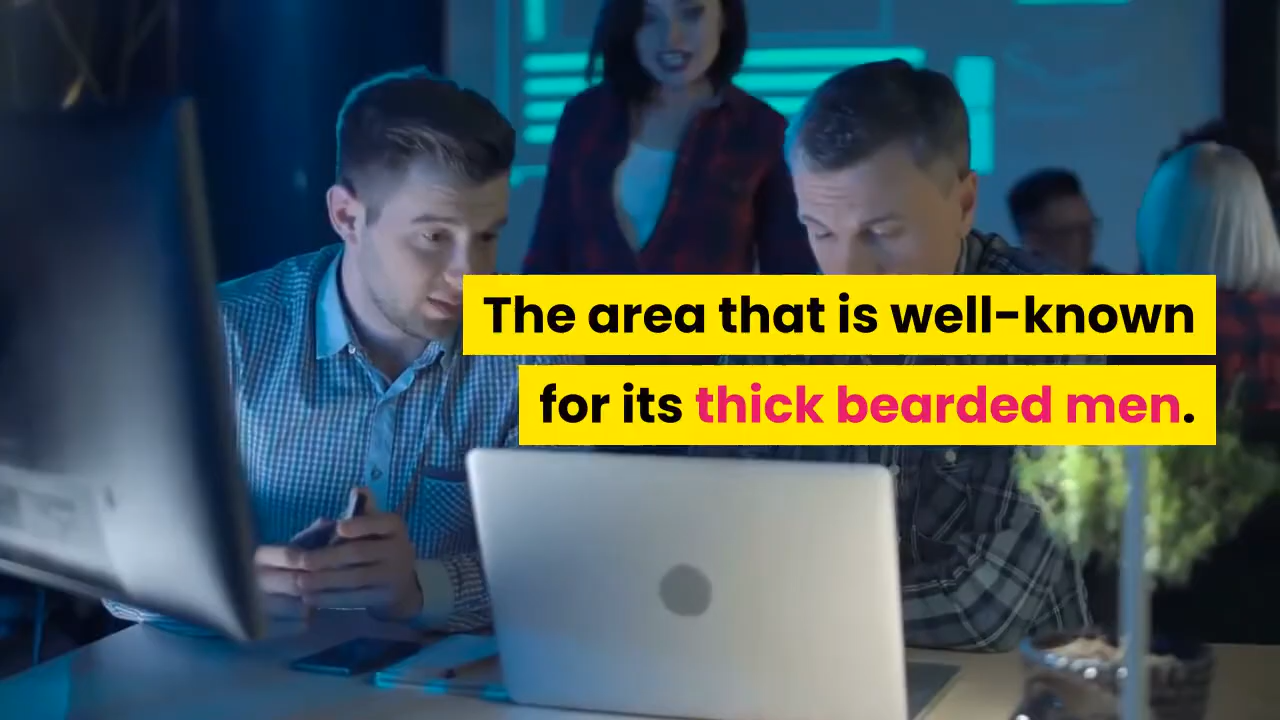 The area that is well-known
for its thick bearded men.